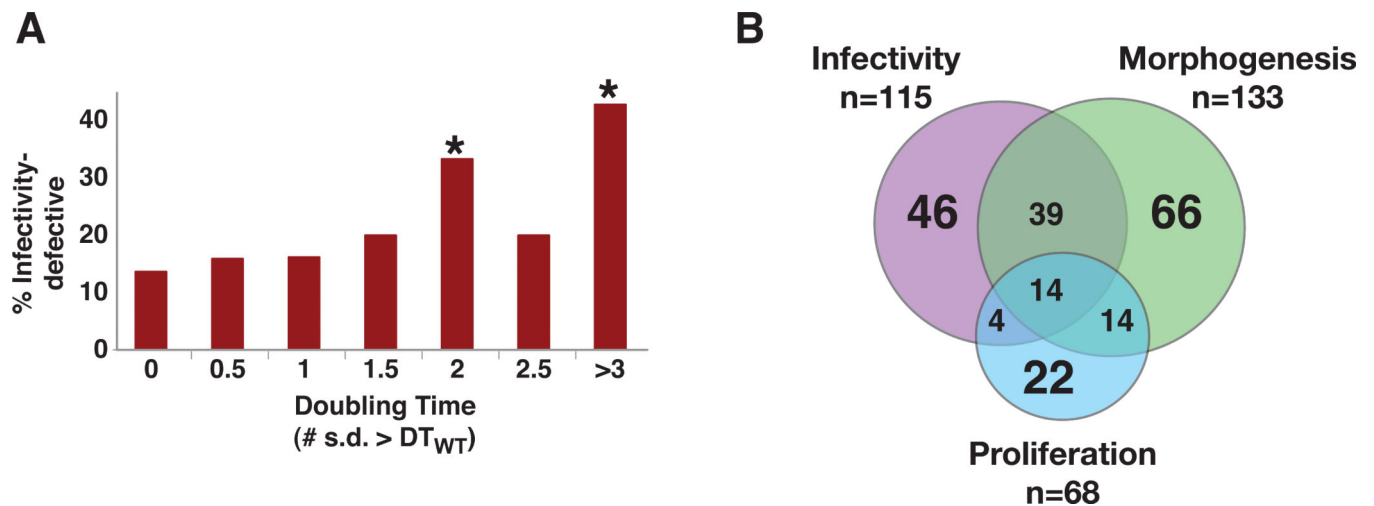 A
% Infectivity-
defective
40
30
20
10
0
*
*
0 0.5 1 1.5 2 2.5 >3
Doubling Time
(# s.d. > DTWT)
B
Infectivity
n=115
Morphogenesis
n=133
46 39 66
14
4 14
22
Proliferation
n=68